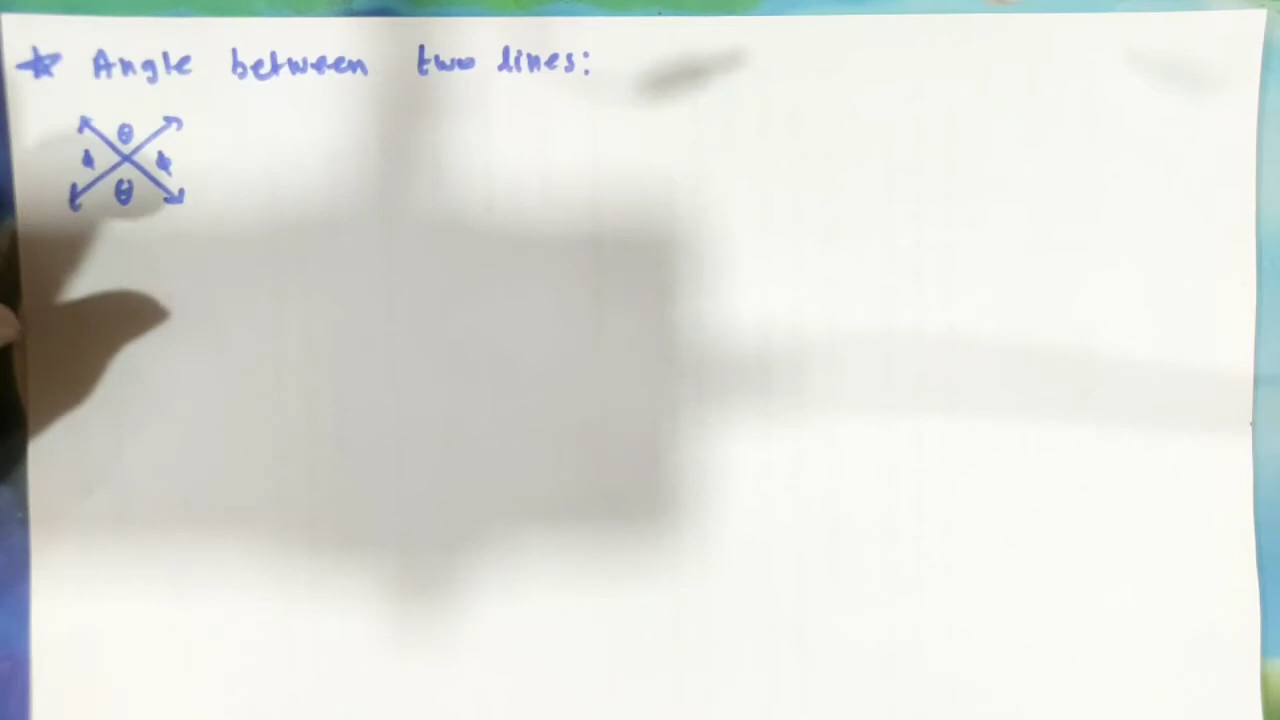 ★ Angle between two lines:
θ
ϕ ϕ
θ